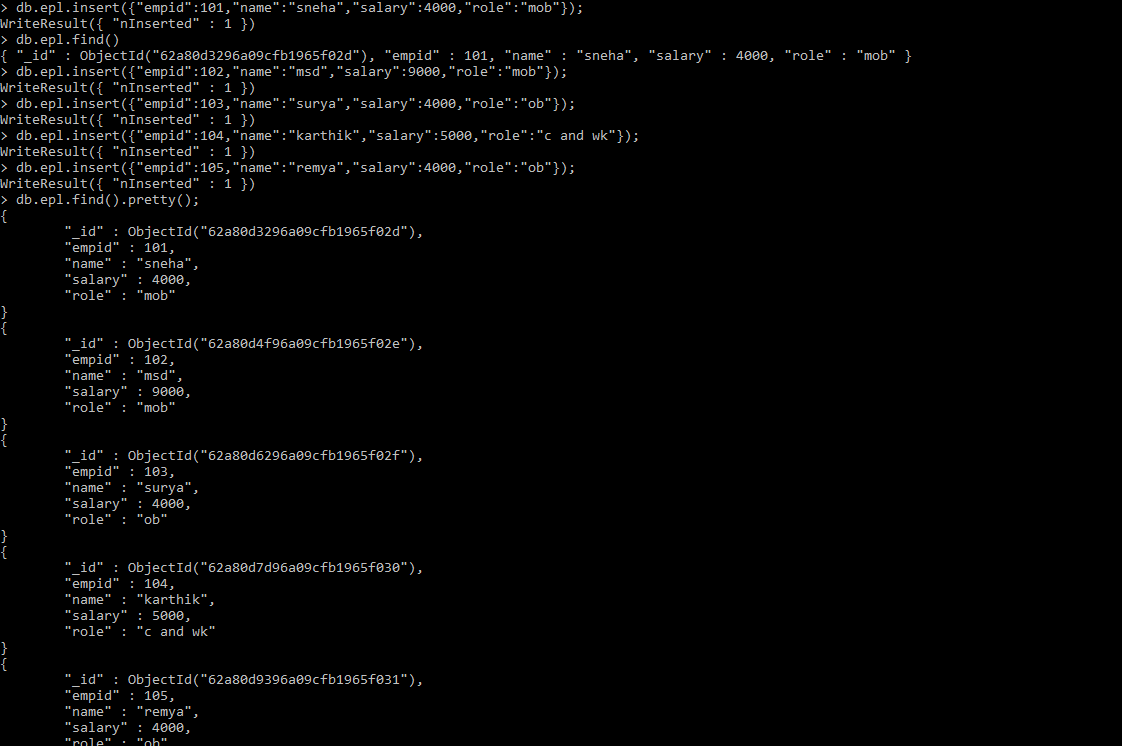 > db.epl.insert({"empid":101,"name":"sneha","salary":4000,"role":"mob"});
WriteResult({ "nInserted" : 1 })
> db.epl.find()
{ "_id" : ObjectId("62a80d3296a09cfb1965f02d"), "empid" : 101, "name" : "sneha", "salary" : 4000, "role" : "mob" }
> db.epl.insert({"empid":102,"name":"msd","salary":9000,"role":"mob"});
WriteResult({ "nInserted" : 1 })
> db.epl.insert({"empid":103,"name":"surya","salary":4000,"role":"ob"});
WriteResult({ "nInserted" : 1 })
> db.epl.insert({"empid":104,"name":"karthik","salary":5000,"role":"c and wk"});
WriteResult({ "nInserted" : 1 })
> db.epl.insert({"empid":105,"name":"remya","salary":4000,"role":"ob"});
WriteResult({ "nInserted" : 1 })
> db.epl.find().pretty();
{
        "_id" : ObjectId("62a80d3296a09cfb1965f02d"),
        "empid" : 101,
        "name" : "sneha",
        "salary" : 4000,
        "role" : "mob"
}
{
        "_id" : ObjectId("62a80d4f96a09cfb1965f02e"),
        "empid" : 102,
        "name" : "msd",
        "salary" : 9000,
        "role" : "mob"
}
{
        "_id" : ObjectId("62a80d6296a09cfb1965f02f"),
        "empid" : 103,
        "name" : "surya",
        "salary" : 4000,
        "role" : "ob"
}
{
        "_id" : ObjectId("62a80d7d96a09cfb1965f030"),
        "empid" : 104,
        "name" : "karthik",
        "salary" : 5000,
        "role" : "c and wk"
}
{
        "_id" : ObjectId("62a80d9396a09cfb1965f031"),
        "empid" : 105,
        "name" : "remya",
        "salary" : 4000,
        "role" : "ob"